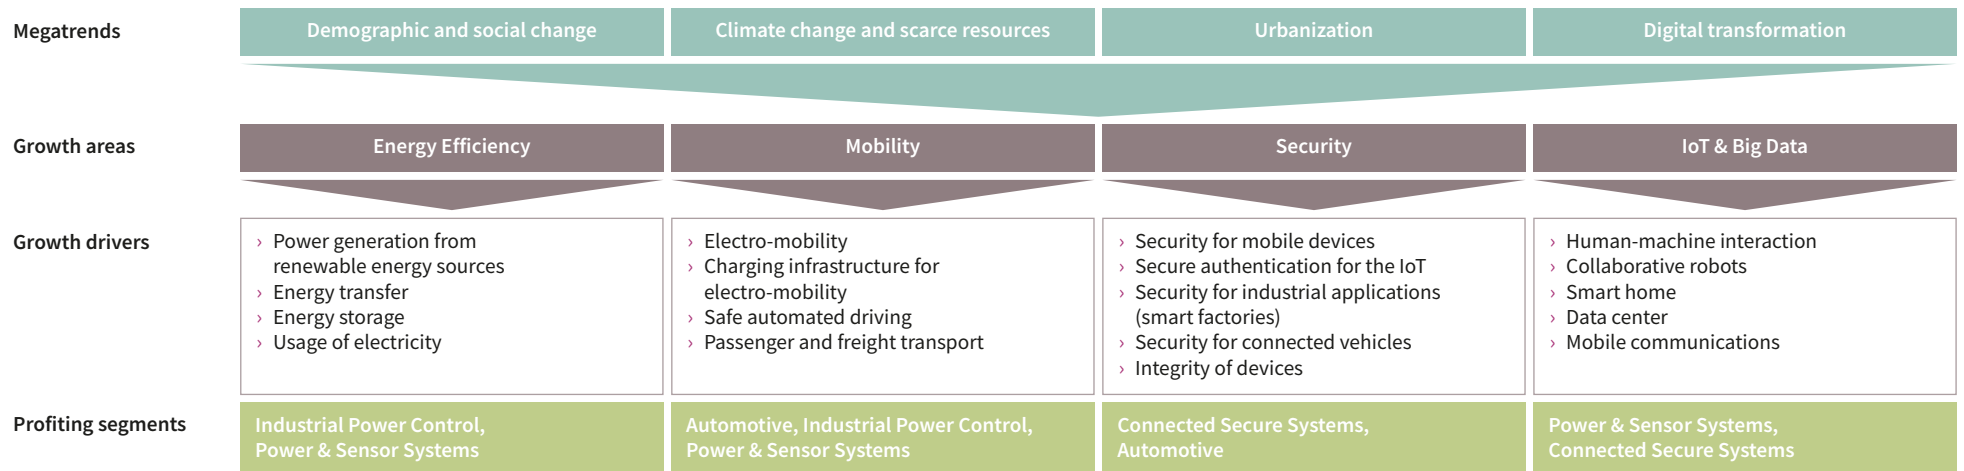 Megatrends
Demographic and social change
Climate change and scarce resources
Urbanization
Digital transformation
Growth areas
Energy Efficiency
Mobility
Security
IoT & Big Data
Growth drivers
› Power generation from
renewable energy sources
› Energy transfer
› Energy storage
› Usage of electricity
› Electro-mobility
› Charging infrastructure for
electro-mobility
› Safe automated driving
› Passenger and freight transport
› Security for mobile devices
› Secure authentication for the IoT
› Security for industrial applications
(smart factories)
› Security for connected vehicles
› Integrity of devices
› Human-machine interaction
› Collaborative robots
› Smart home
› Data center
› Mobile communications
Profiting segments
Industrial Power Control,
Power & Sensor Systems
Automotive, Industrial Power Control,
Power & Sensor Systems
Connected Secure Systems,
Automotive
Power & Sensor Systems,
Connected Secure Systems